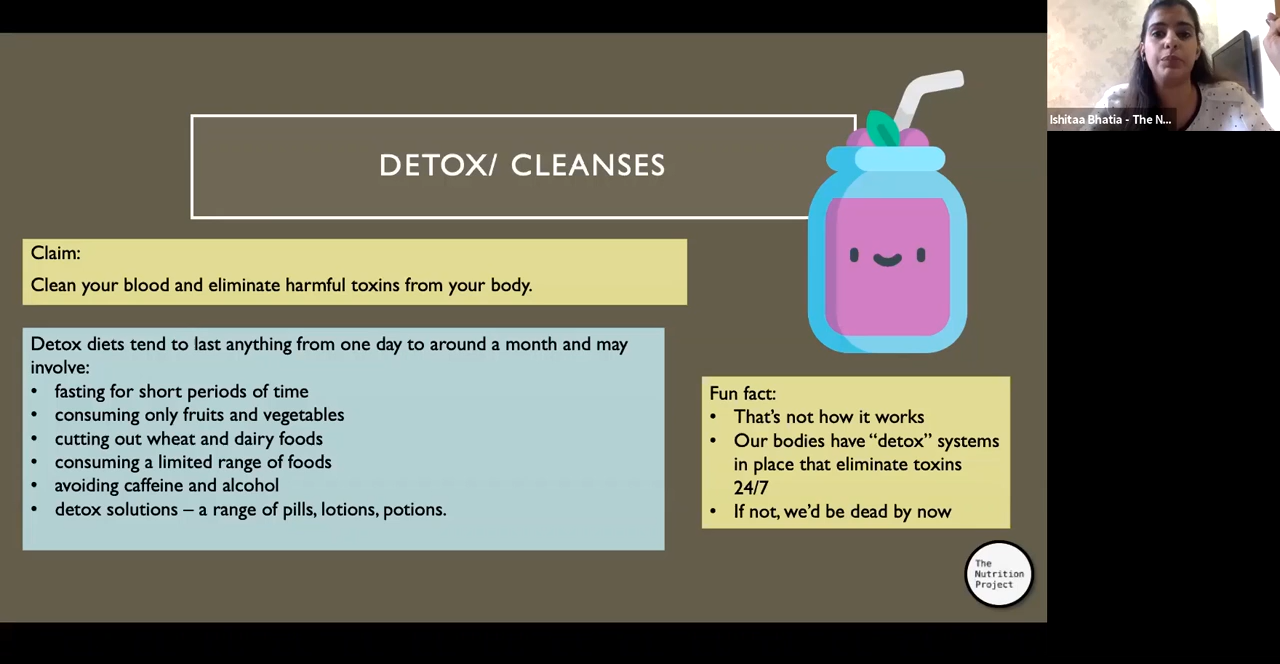 Ishitaa Bhatia - The N...
DETOX/ CLEANSES
Claim:
Clean your blood and eliminate harmful toxins from your body.
Detox diets tend to last anything from one day to around a month and may
involve:
• fasting for short periods of time
• consuming only fruits and vegetables
• cutting out wheat and dairy foods
• consuming a limited range of foods
• avoiding caffeine and alcohol
• detox solutions – a range of pills, lotions, potions.
Fun fact:
• That's not how it works
• Our bodies have “detox” systems
in place that eliminate toxins
24/7
• If not, we'd be dead by now
The
Nutrition
Project